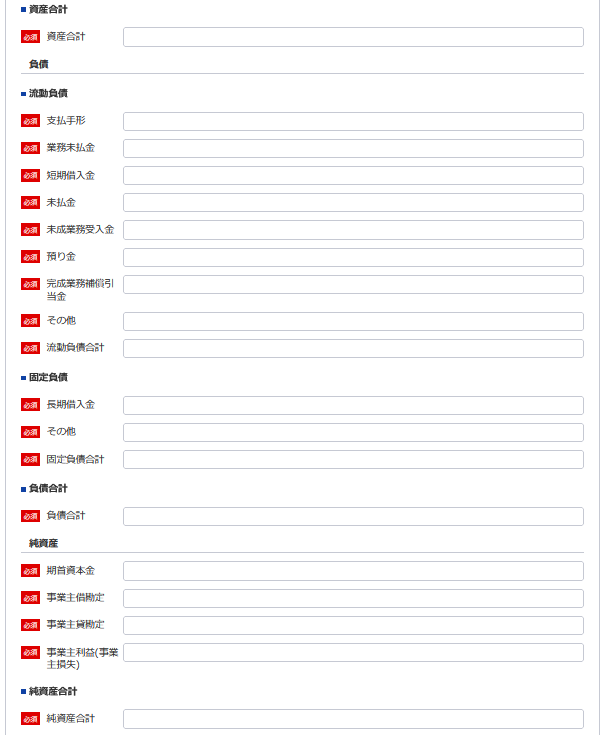 資産合計
必須 資産合計
負債
流動負債
必須 支払手形
必須 業務未払金
必須 短期借入金
必須 未払金
必須 未成業務受入金
必須 預り金
必須 完成業務補償引
当金
必須 その他
必須 流動負債合計
固定負債
必須 長期借入金
必須 その他
必須 固定負債合計
負債合計
必須 負債合計
純資産
必須 期首資本金
必須 事業主借勘定
必須 事業主貸勘定
必須 事業主利益(事業
主損失)
純資産合計
必須 純資産合計